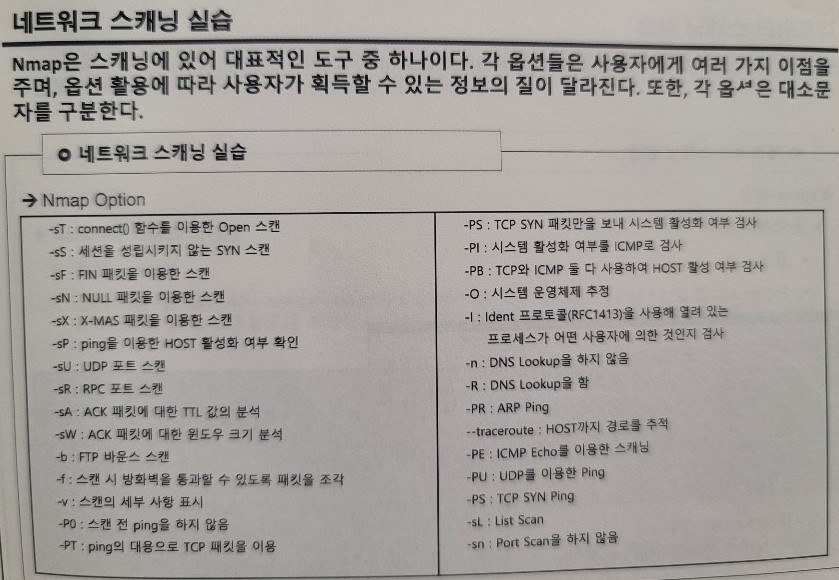 네트워크 스캐닝 실습
Nmap은 스캐닝에 있어 대표적인 도구 중 하나이다. 각 옵션들은 사용자에게 여러 가지 이점을
주며, 옵션 활용에 따라 사용자가 획득할 수 있는 정보의 질이 달라진다. 또한, 각 옵션은 대소문
자를 구분한다.
네트워크 스캐닝 실습
→ Nmap Option
-sT : connect() 함수를 이용한 Open 스캔
-sS : 세션을 성립시키지 않는 SYN 스캔
-sF : FIN 패킷을 이용한 스캔
-sN : NULL 패킷을 이용한 스캔
-sX : X-MAS 패킷을 이용한 스캔
-sP : ping을 이용한 HOST 활성화 여부 확인
-sU : UDP 포트 스캔
-sR : RPC 포트 스캔
-sA : ACK 패킷에 대한 TTL 값의 분석
-sW : ACK 패킷에 대한 윈도우 크기 분석
-b : FTP 바운스 스캔
-f : 스캔 시 방화벽을 통과할 수 있도록 패킷을 조각
-v : 스캔의 세부 사항 표시
-P0 : 스캔 전 ping을 하지 않음
-PT : ping의 대용으로 TCP 패킷을 이용
-PS : TCP SYN 패킷만을 보내 시스템 활성화 여부 검사
-PI : 시스템 활성화 여부를 ICMP로 검사
-PB : TCP와 ICMP 둘 다 사용하여 HOST 활성 여부 검사
-O : 시스템 운영체제 추정
-I : Ident 프로토콜(RFC1413)을 사용해 열려 있는
프로세스가 어떤 사용자에 의한 것인지 검사
-n : DNS Lookup을 하지 않음
-R : DNS Lookup을 함
-PR : ARP Ping
--traceroute : HOST까지 경로를 추적
-PE : ICMP Echo를 이용한 스캐닝
-PU : UDP를 이용한 Ping
-PS : TCP SYN Ping
-sL : List Scan
-sn : Port Scan을 하지 않음